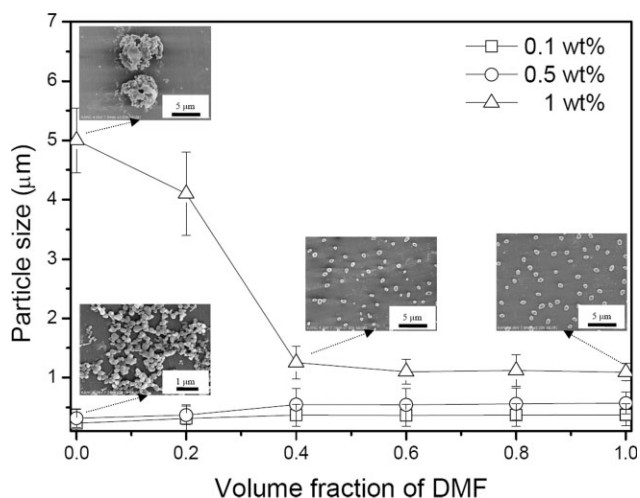 7
6
5
4
3
2
1
0.0
0.2
0.4
0.6
0.8
1.0
Particle size (μm)
Volume fraction of DMF
0.1 wt%
0.5 wt%
1 wt%
5 μm
1 μm
5 μm
5 μm